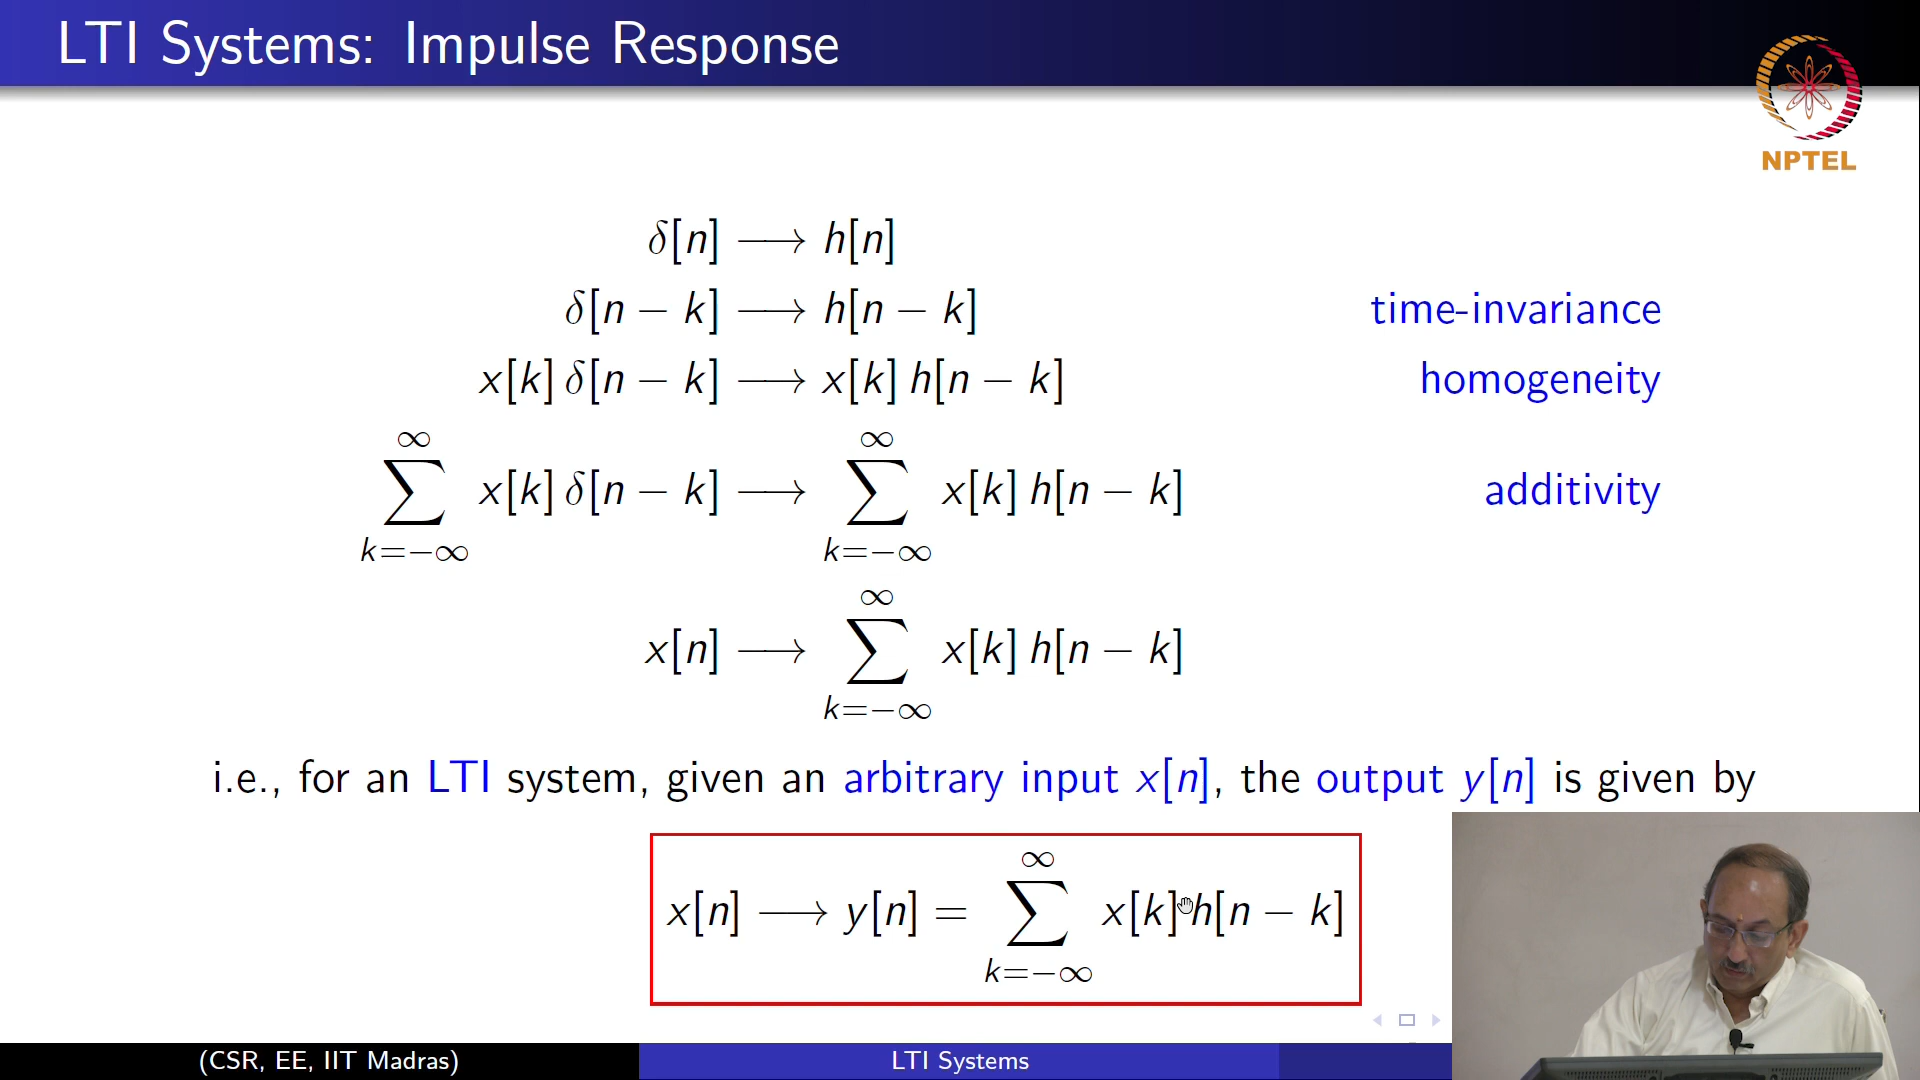 LTI Systems: Impulse Response
NPTEL
δ[n] ⟶ h[n]
δ[n − k] ⟶ h[n − k] time-invariance
x[k] δ[n − k] ⟶ x[k] h[n − k] homogeneity
∑_{k=−∞}^{∞} x[k] δ[n − k] ⟶ ∑_{k=−∞}^{∞} x[k] h[n − k] additivity
x[n] ⟶ ∑_{k=−∞}^{∞} x[k] h[n − k]
i.e., for an LTI system, given an arbitrary input x[n], the output y[n] is given by
x[n] ⟶ y[n] = ∑_{k=−∞}^{∞} x[k] h[n − k]
(CSR, EE, IIT Madras) LTI Systems